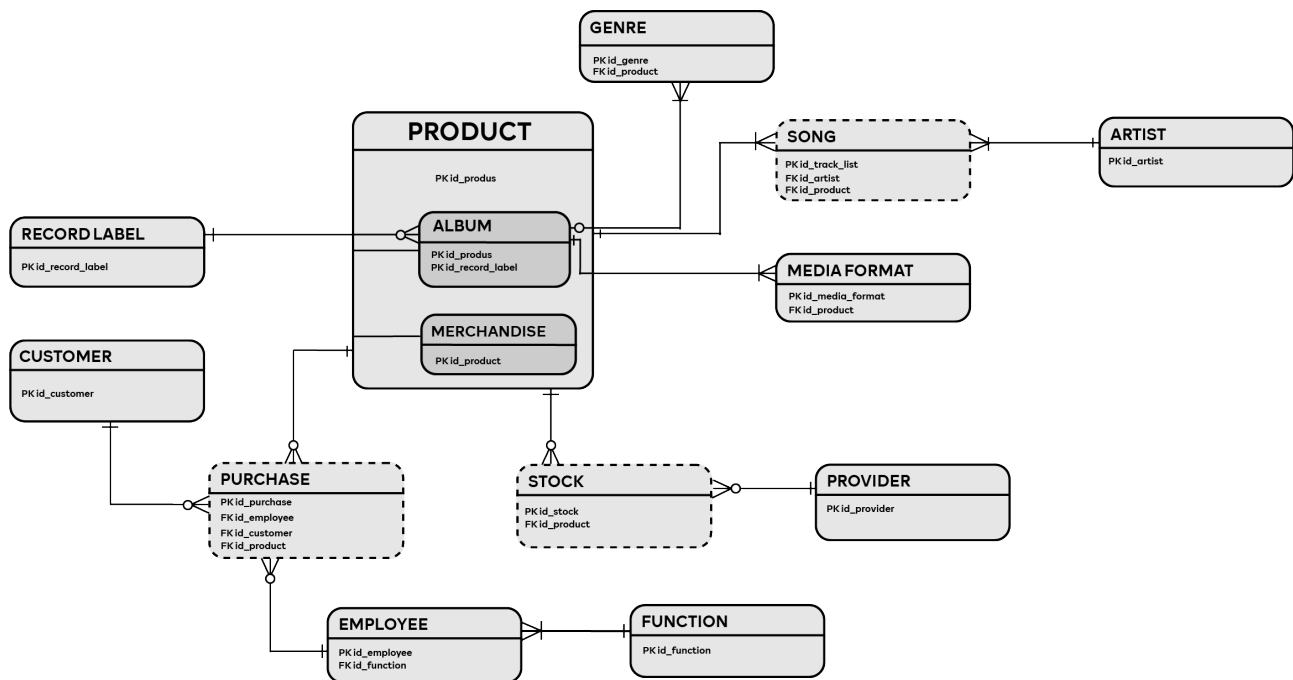 GENRE
PK id_genre
FK id_product
PRODUCT
PK id_produs
ALBUM
PK id_produs
PK id_record_label
MERCHANDISE
PK id_product
SONG
PK id_track_list
FK id_artist
FK id_product
ARTIST
PK id_artist
RECORD LABEL
PK id_record_label
MEDIA FORMAT
PK id_media_format
FK id_product
CUSTOMER
PK id_customer
PURCHASE
PK id_purchase
FK id_employee
FK id_customer
FK id_product
STOCK
PK id_stock
FK id_product
PROVIDER
PK id_provider
EMPLOYEE
PK id_employee
FK id_function
FUNCTION
PK id_function